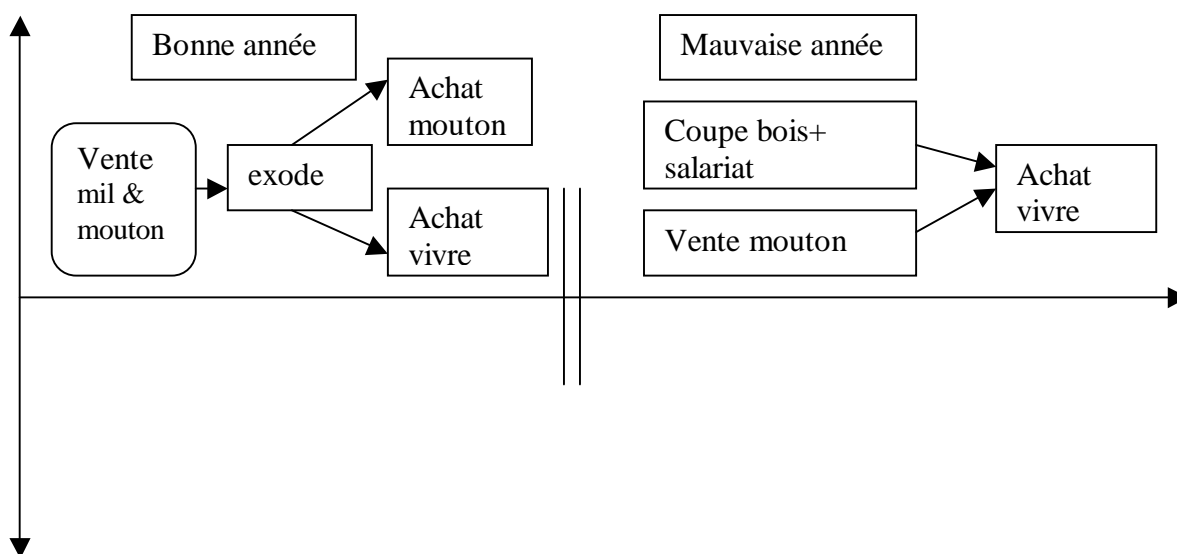 Bonne année
Mauvaise année
Vente
mil &
mouton
exode
Achat
mouton
Achat
vivre
Coupe bois+
salariat
Vente mouton
Achat
vivre